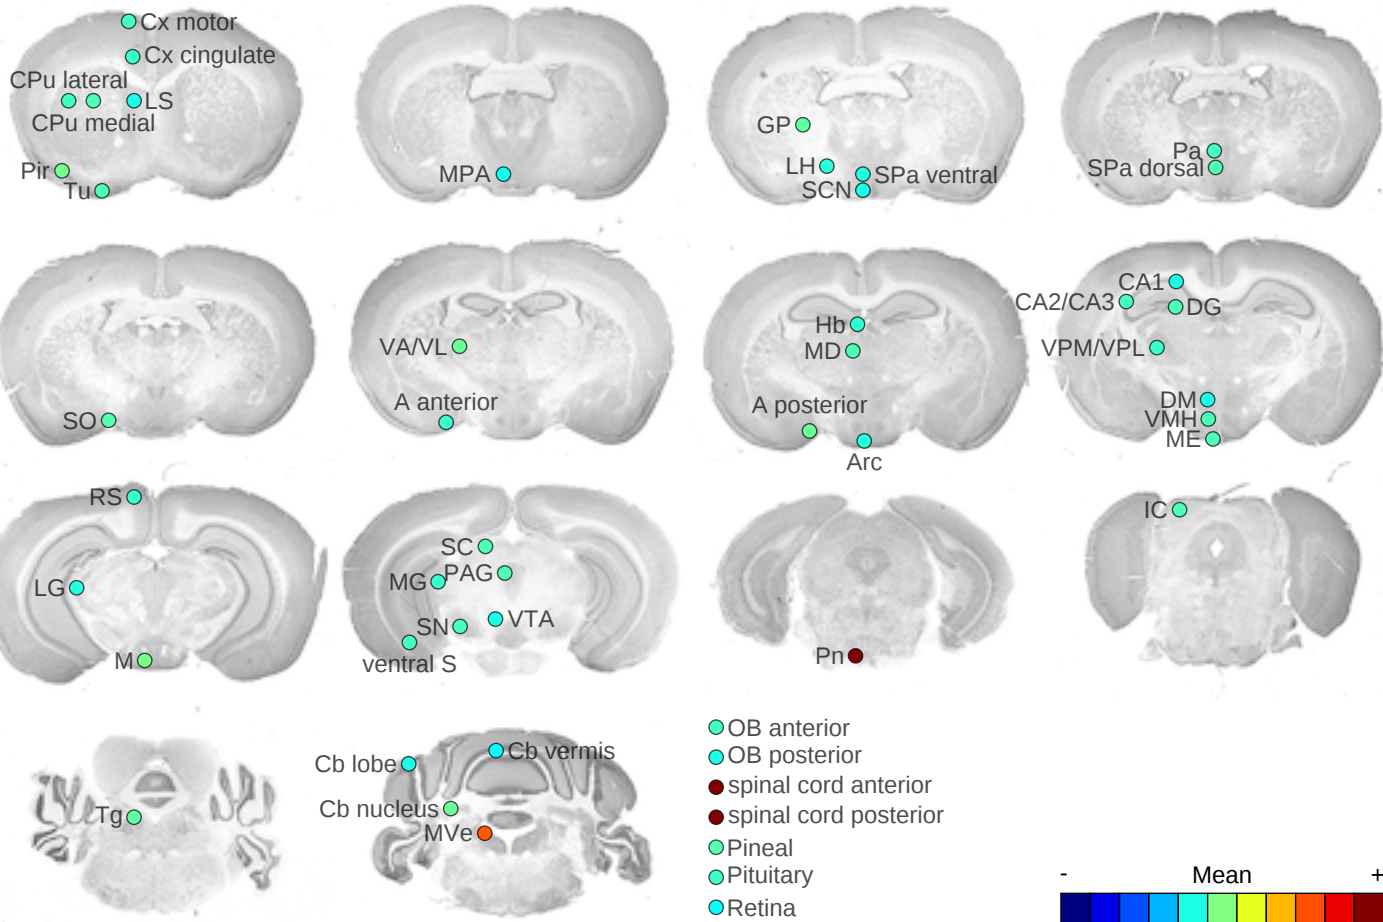 Cx motor
Cx cingulate
CPu lateral
LS
CPu medial
Pir
Tu
MPA
GP
LH
SPa ventral
SCN
Pa
SPa dorsal
SO
VA/VL
A anterior
Hb
MD
A posterior
Arc
CA1
CA2/CA3
DG
VPM/VPL
DM
VMH
ME
RS
LG
M
SC
PAG
MG
VTA
SN
ventral S
Pn
IC
Tg
Cb vermis
Cb lobe
Cb nucleus
MVe
OB anterior
OB posterior
spinal cord anterior
spinal cord posterior
Pineal
Pituitary
Retina
- Mean +